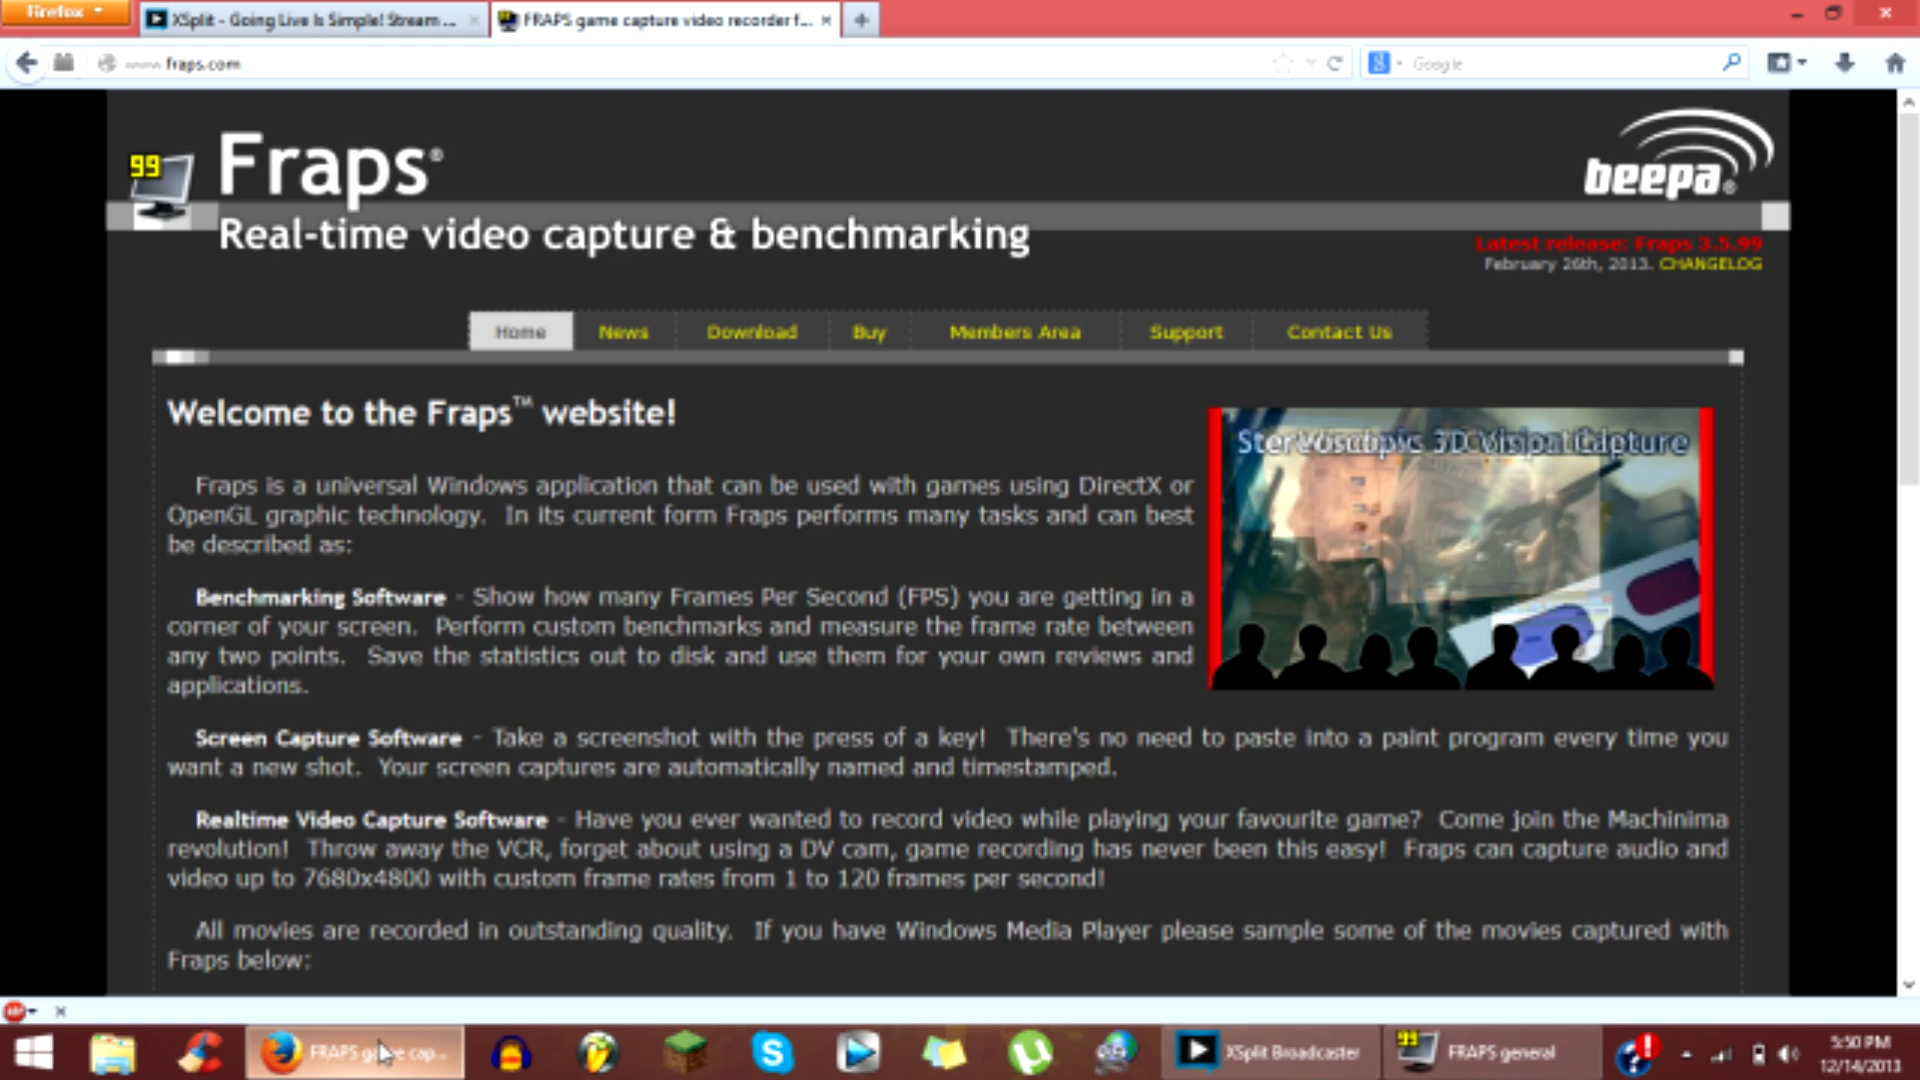 Firefox
XSplit - Going Live Is Simple! Stream ...
FRAPS game capture video recorder f...
www.fraps.com
Google
99
Fraps®
beepa®
Real-time video capture & benchmarking
Latest release: Fraps 3.5.99
February 26th, 2013. CHANGELOG
Home
News
Download
Buy
Members Area
Support
Contact Us
Welcome to the Fraps™ website!
Fraps is a universal Windows application that can be used with games using DirectX or
OpenGL graphic technology. In its current form Fraps performs many tasks and can best
be described as:
Benchmarking Software - Show how many Frames Per Second (FPS) you are getting in a
corner of your screen. Perform custom benchmarks and measure the frame rate between
any two points. Save the statistics out to disk and use them for your own reviews and
applications.
Screen Capture Software - Take a screenshot with the press of a key! There's no need to paste into a paint program every time you
want a new shot. Your screen captures are automatically named and timestamped.
Realtime Video Capture Software - Have you ever wanted to record video while playing your favourite game? Come join the Machinima
revolution! Throw away the VCR, forget about using a DV cam, game recording has never been this easy! Fraps can capture audio and
video up to 7680x4800 with custom frame rates from 1 to 120 frames per second!
All movies are recorded in outstanding quality. If you have Windows Media Player please sample some of the movies captured with
Fraps below:
ABP
FRAPS game cap...
XSplit Broadcaster
99
FRAPS general
5:50 PM
12/14/2013